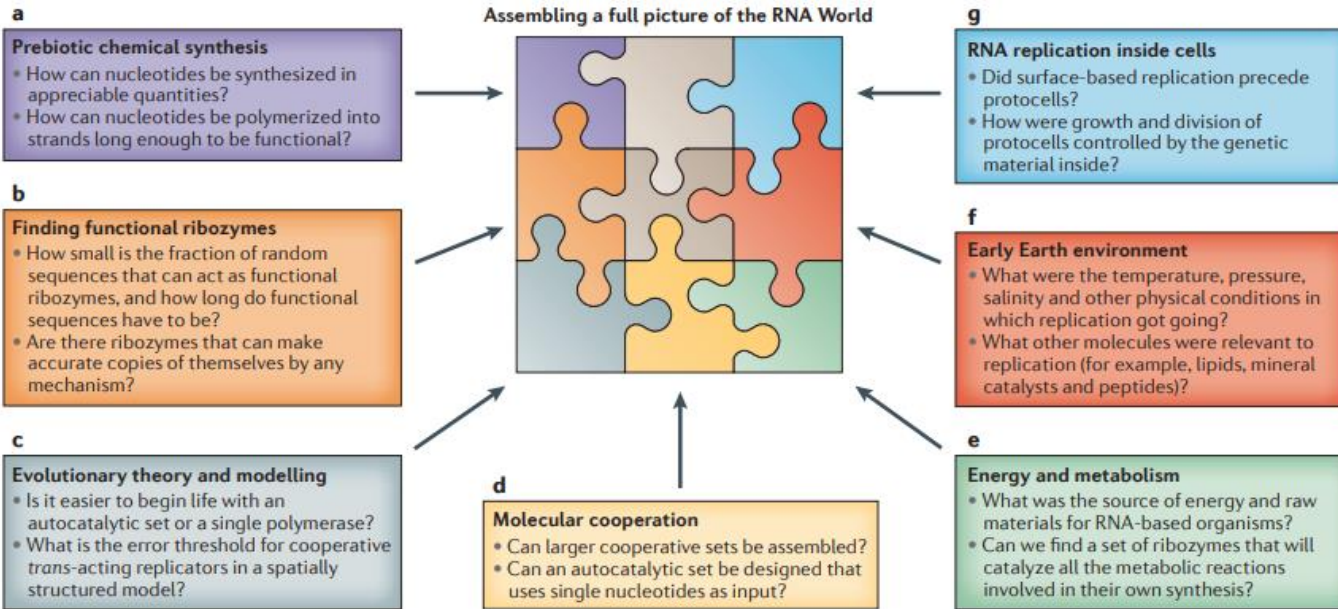 Assembling a full picture of the RNA World
a
Prebiotic chemical synthesis
• How can nucleotides be synthesized in
appreciable quantities?
• How can nucleotides be polymerized into
strands long enough to be functional?
b
Finding functional ribozymes
• How small is the fraction of random
sequences that can act as functional
ribozymes, and how long do functional
sequences have to be?
• Are there ribozymes that can make
accurate copies of themselves by any
mechanism?
c
Evolutionary theory and modelling
• Is it easier to begin life with an
autocatalytic set or a single polymerase?
• What is the error threshold for cooperative
trans-acting replicators in a spatially
structured model?
d
Molecular cooperation
• Can larger cooperative sets be assembled?
• Can an autocatalytic set be designed that
uses single nucleotides as input?
g
RNA replication inside cells
• Did surface-based replication precede
protocells?
• How were growth and division of
protocells controlled by the genetic
material inside?
f
Early Earth environment
• What were the temperature, pressure,
salinity and other physical conditions in
which replication got going?
• What other molecules were relevant to
replication (for example, lipids, mineral
catalysts and peptides)?
e
Energy and metabolism
• What was the source of energy and raw
materials for RNA-based organisms?
• Can we find a set of ribozymes that will
catalyze all the metabolic reactions
involved in their own synthesis?